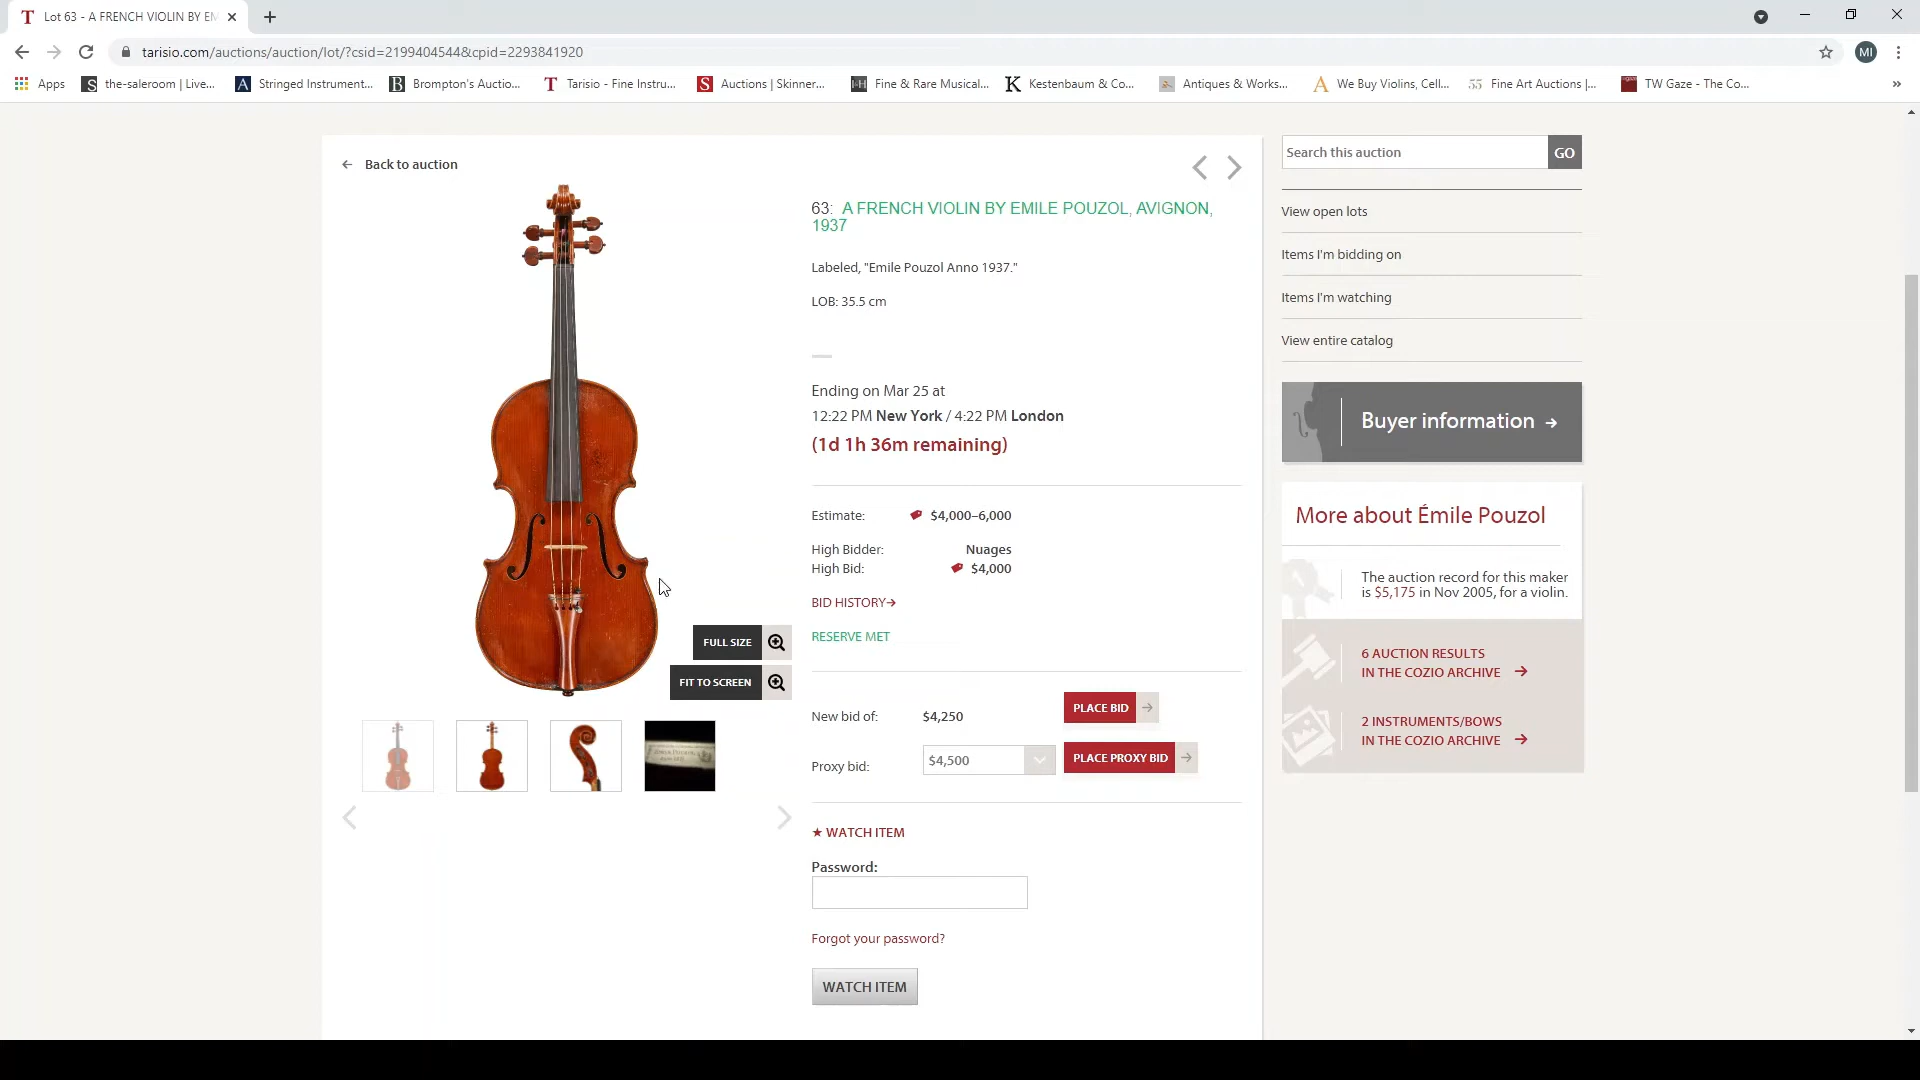 Lot 63 - A FRENCH VIOLIN BY EM
tarisio.com/auctions/auction/lot/?csid=2199404544&cpid=2293841920
MI
Apps
the-saleroom | Live...
Stringed Instrument...
Brompton's Auctio...
Tarisio - Fine Instru...
Auctions | Skinner...
Fine & Rare Musical...
Kestenbaum & Co...
Antiques & Works...
We Buy Violins, Cell...
Fine Art Auctions |...
TW Gaze - The Co...
»
Back to auction
63: A FRENCH VIOLIN BY EMILE POUZOL, AVIGNON,
1937
Labeled, "Emile Pouzol Anno 1937."
LOB: 35.5 cm
Ending on Mar 25 at
12:22 PM New York / 4:22 PM London
(1d 1h 36m remaining)
Estimate: $4,000–6,000
High Bidder: Nuages
High Bid: $4,000
BID HISTORY
RESERVE MET
FULL SIZE
FIT TO SCREEN
New bid of: $4,250 PLACE BID
Proxy bid: $4,500 PLACE PROXY BID
★ WATCH ITEM
Password:
Forgot your password?
WATCH ITEM
Search this auction GO
View open lots
Items I'm bidding on
Items I'm watching
View entire catalog
Buyer information
More about Émile Pouzol
The auction record for this maker
is $5,175 in Nov 2005, for a violin.
6 AUCTION RESULTS
IN THE COZIO ARCHIVE
2 INSTRUMENTS/BOWS
IN THE COZIO ARCHIVE